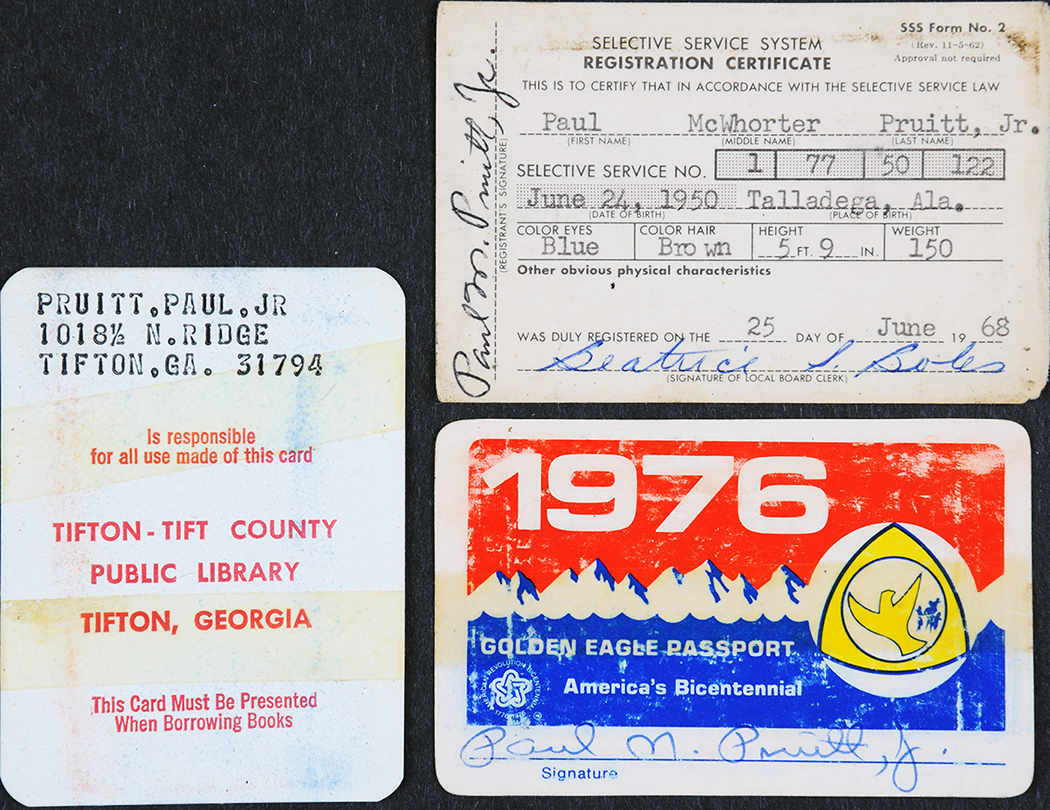 SSS Form No. 2
(Rev. 11-5-62)
Approval not required
SELECTIVE SERVICE SYSTEM
REGISTRATION CERTIFICATE
THIS IS TO CERTIFY THAT IN ACCORDANCE WITH THE SELECTIVE SERVICE LAW
Paul McWhorter Pruitt, Jr.
(FIRST NAME) (MIDDLE NAME) (LAST NAME)
SELECTIVE SERVICE NO. 1 77 50 122
June 24, 1950 Talladega, Ala.
(DATE OF BIRTH) (PLACE OF BIRTH)
COLOR EYES COLOR HAIR HEIGHT WEIGHT
Blue Brown 5 FT. 9 IN. 150
Other obvious physical characteristics
WAS DULY REGISTERED ON THE 25 DAY OF June 19 68
Beatrice S. Boles
(SIGNATURE OF LOCAL BOARD CLERK)
Paul M. Pruitt, Jr.
(REGISTRANT'S SIGNATURE)
PRUITT,PAUL,JR
1018½ N.RIDGE
TIFTON,GA. 31794
Is responsible
for all use made of this card
TIFTON - TIFT COUNTY
PUBLIC LIBRARY
TIFTON, GEORGIA
This Card Must Be Presented
When Borrowing Books
1976
GOLDEN EAGLE PASSPORT
America's Bicentennial
Paul M. Pruitt, Jr.
Signature